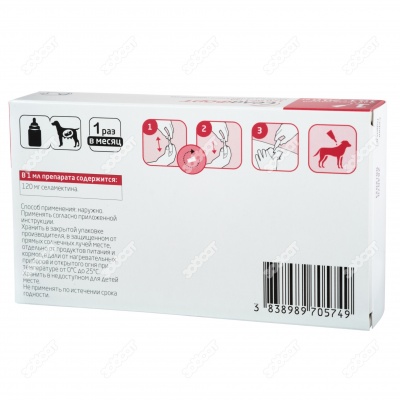 1 раз
в месяц
1
2
3
В 1 мл препарата содержится:
120 мг селамектина
Способ применения: наружно.
Применять согласно приложенной
инструкции.
Хранить в закрытой упаковке
производителя, в защищенном от
прямых солнечных лучей месте,
отдельно от продуктов питания и
кормов, вдали от нагревательных
приборов и открытого огня при
температуре от 0°С до 25°С.
Хранить в недоступном для детей
месте.
Не применять по истечении срока
годности.
3 838989 705749